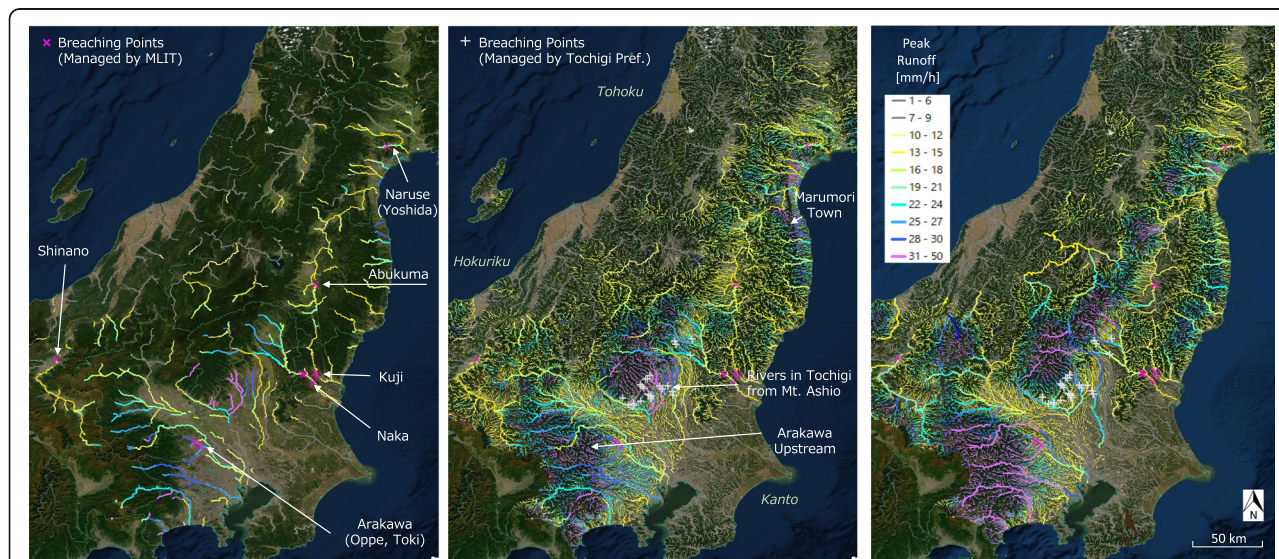 × Breaching Points
(Managed by MLIT)
Naruse
(Yoshida)
Shinano
Abukuma
Kuji
Naka
Arakawa
(Oppe, Toki)
+ Breaching Points
(Managed by Tochigi Pref.)
Tohoku
Marumori
Town
Hokuriku
Rivers in Tochigi
from Mt. Ashio
Arakawa
Upstream
Kanto
Peak
Runoff
[mm/h]
1 - 6
7 - 9
10 - 12
13 - 15
16 - 18
19 - 21
22 - 24
25 - 27
28 - 30
31 - 50
N
50 km